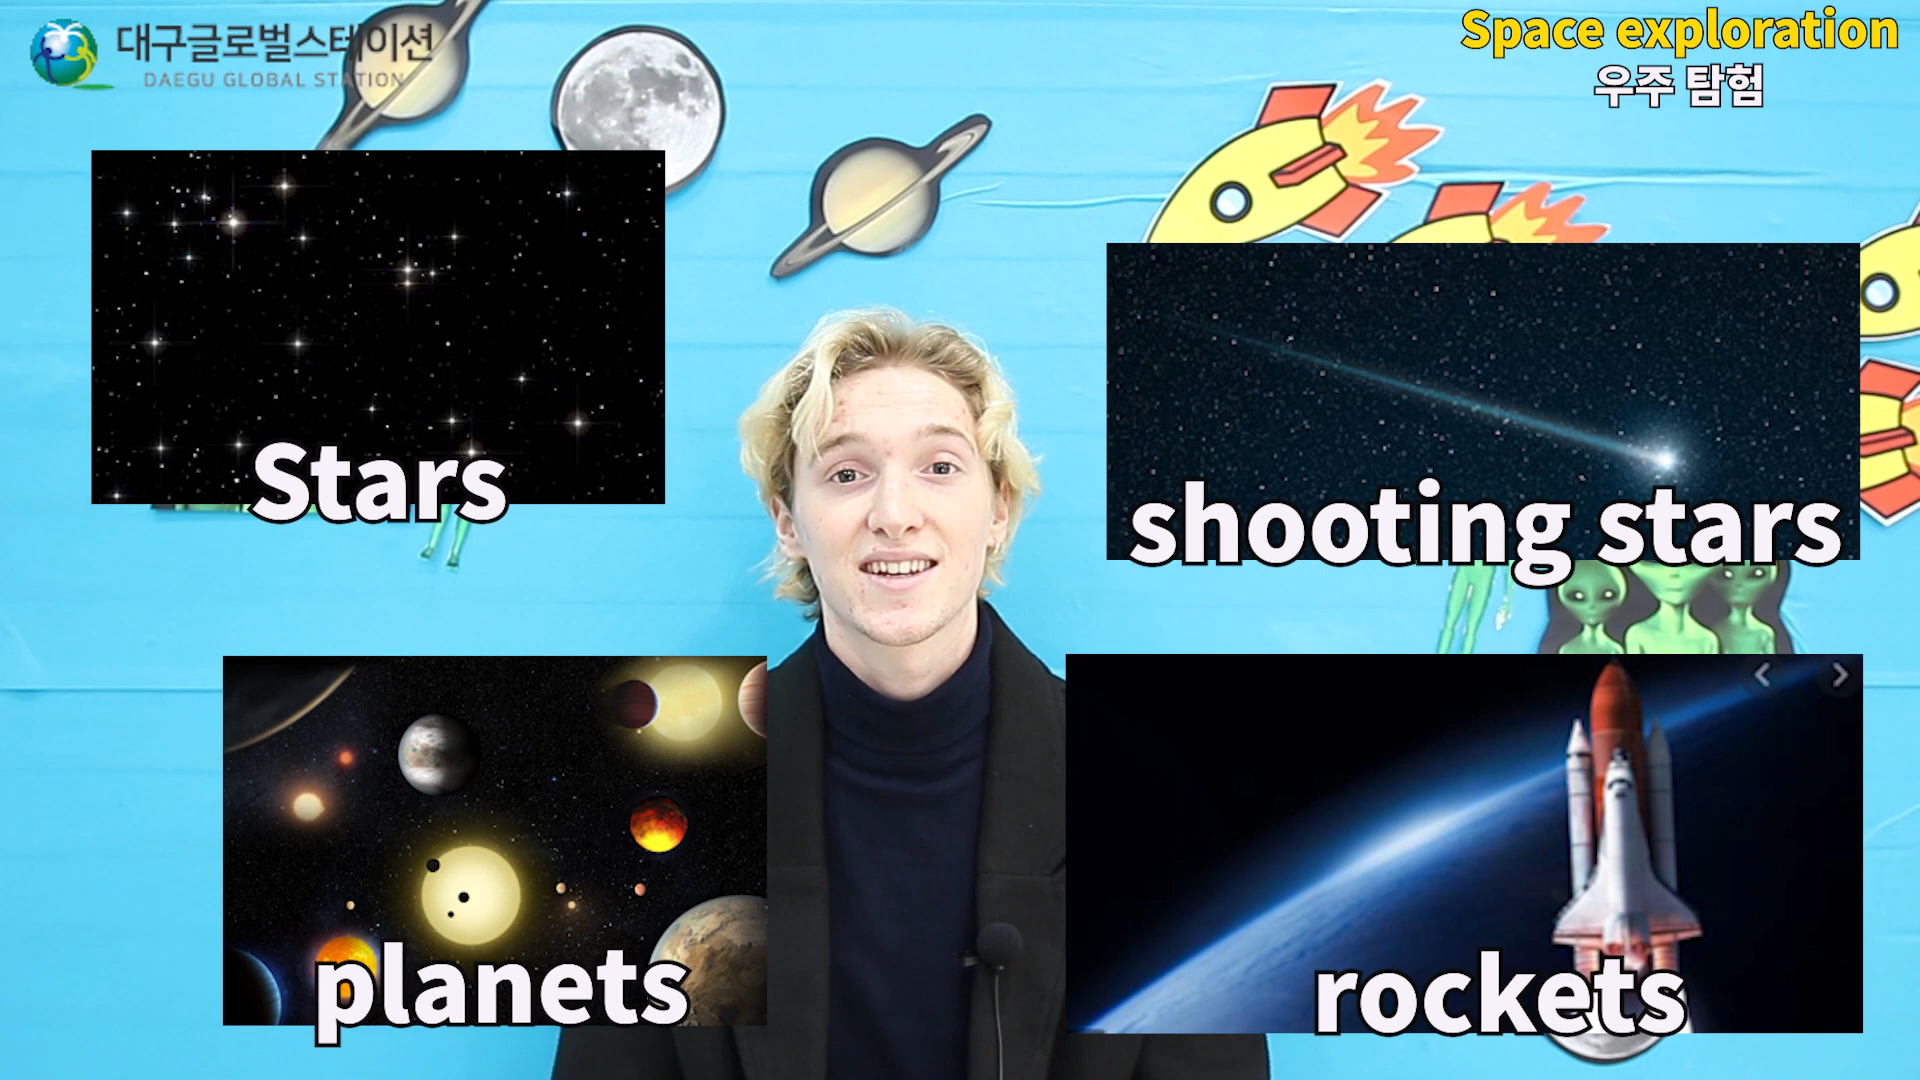 대구글로벌스테이션
DAEGU GLOBAL STATION
Space exploration
우주 탐험
Stars
shooting stars
planets
rockets